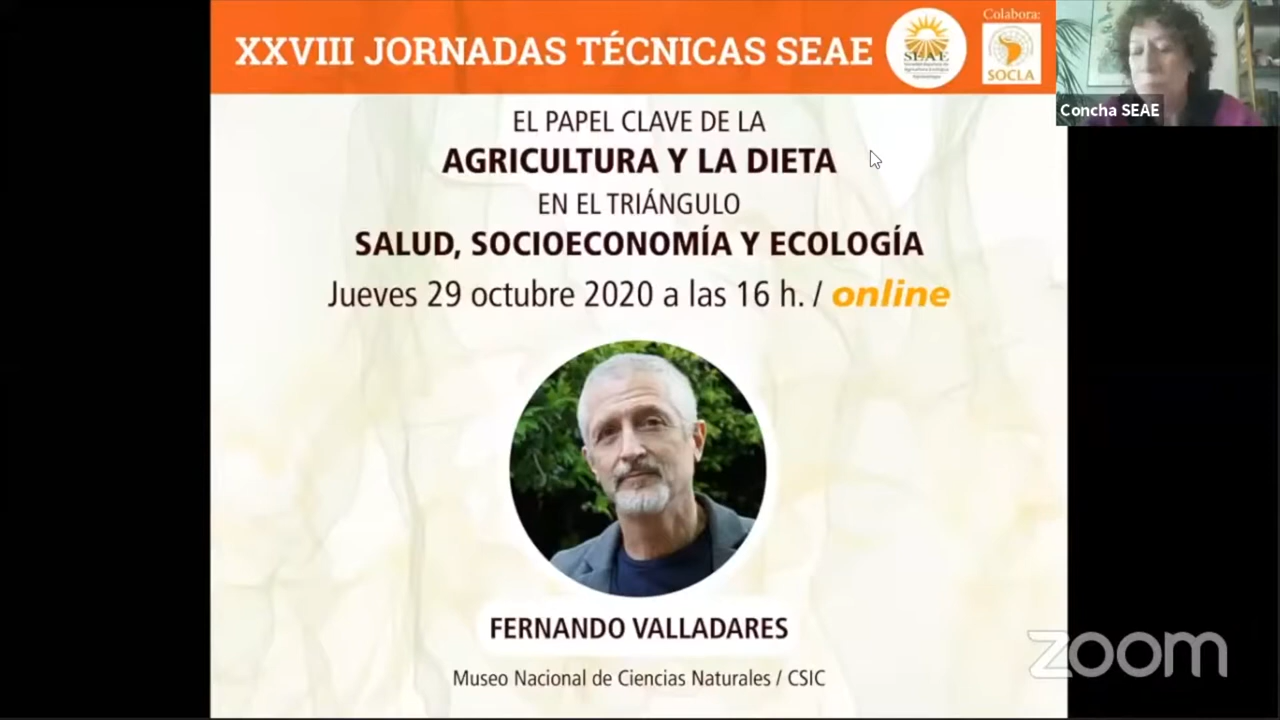 XXVIII JORNADAS TÉCNICAS SEAE
SEAE
Colabora:
SOCLA
Concha SEAE
EL PAPEL CLAVE DE LA
AGRICULTURA Y LA DIETA
EN EL TRIÁNGULO
SALUD, SOCIOECONOMÍA Y ECOLOGÍA
Jueves 29 octubre 2020 a las 16 h. / online
FERNANDO VALLADARES
Museo Nacional de Ciencias Naturales / CSIC
zoom